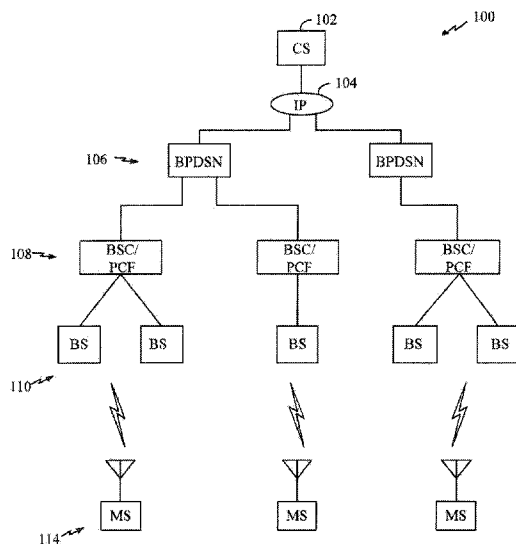 102
100
CS
104
IP
106
BPDSN
BPDSN
108
BSC/
PCF
BSC/
PCF
BSC/
PCF
BS
BS
BS
BS
BS
110
MS
MS
MS
114